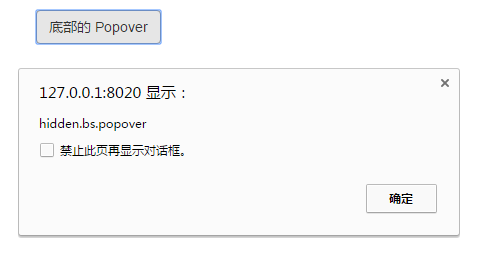 底部的 Popover
127.0.0.1:8020 显示：
hidden.bs.popover
禁止此页再显示对话框。
确定